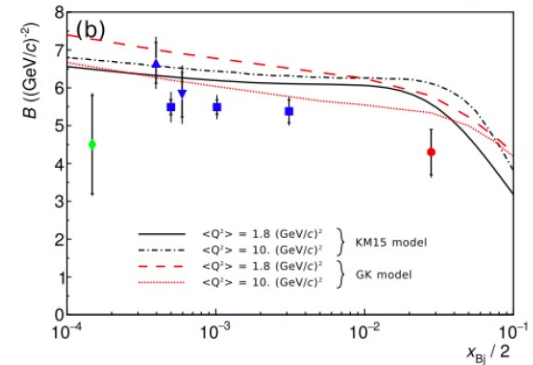 (b)
B ((GeV/c)⁻²)
8
7
6
5
4
3
2
1
0
<Q²> = 1.8 (GeV/c)²
<Q²> = 10. (GeV/c)²
KM15 model
<Q²> = 1.8 (GeV/c)²
<Q²> = 10. (GeV/c)²
GK model
10⁻⁴ 10⁻³ 10⁻² 10⁻¹
x_Bj / 2